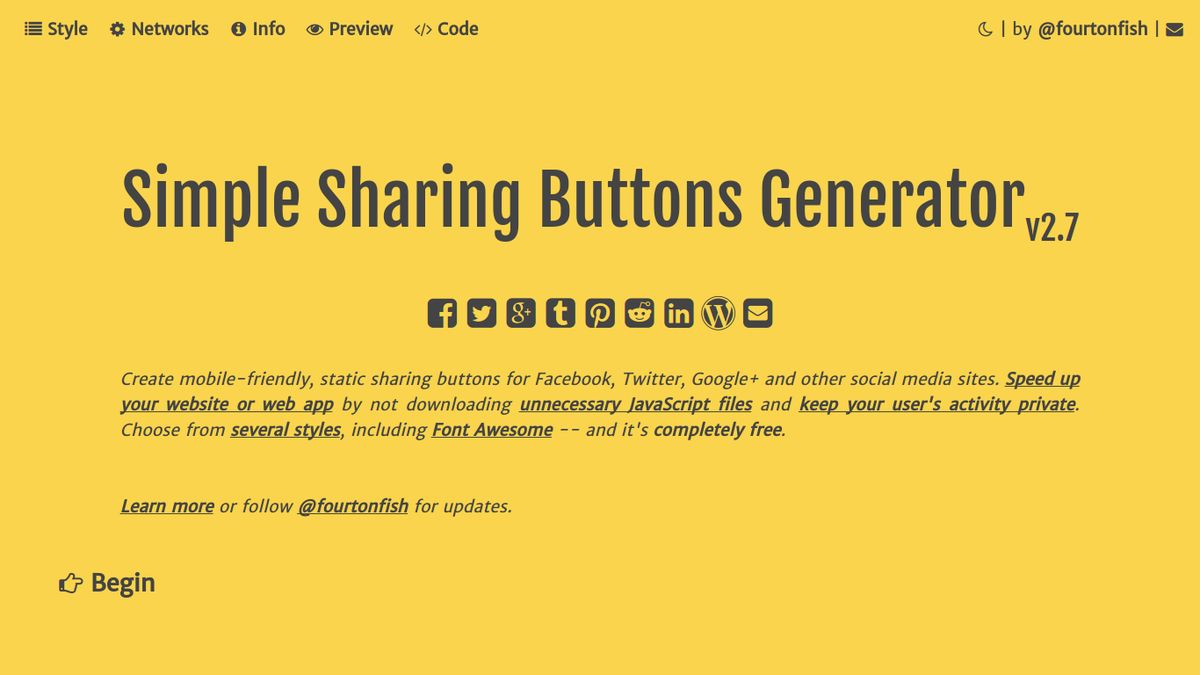 Style Networks Info Preview Code | by @fourtonfish |
Simple Sharing Buttons Generator v2.7
Create mobile-friendly, static sharing buttons for Facebook, Twitter, Google+ and other social media sites. Speed up
your website or web app by not downloading unnecessary JavaScript files and keep your user's activity private.
Choose from several styles, including Font Awesome -- and it's completely free.
Learn more or follow @fourtonfish for updates.
Begin